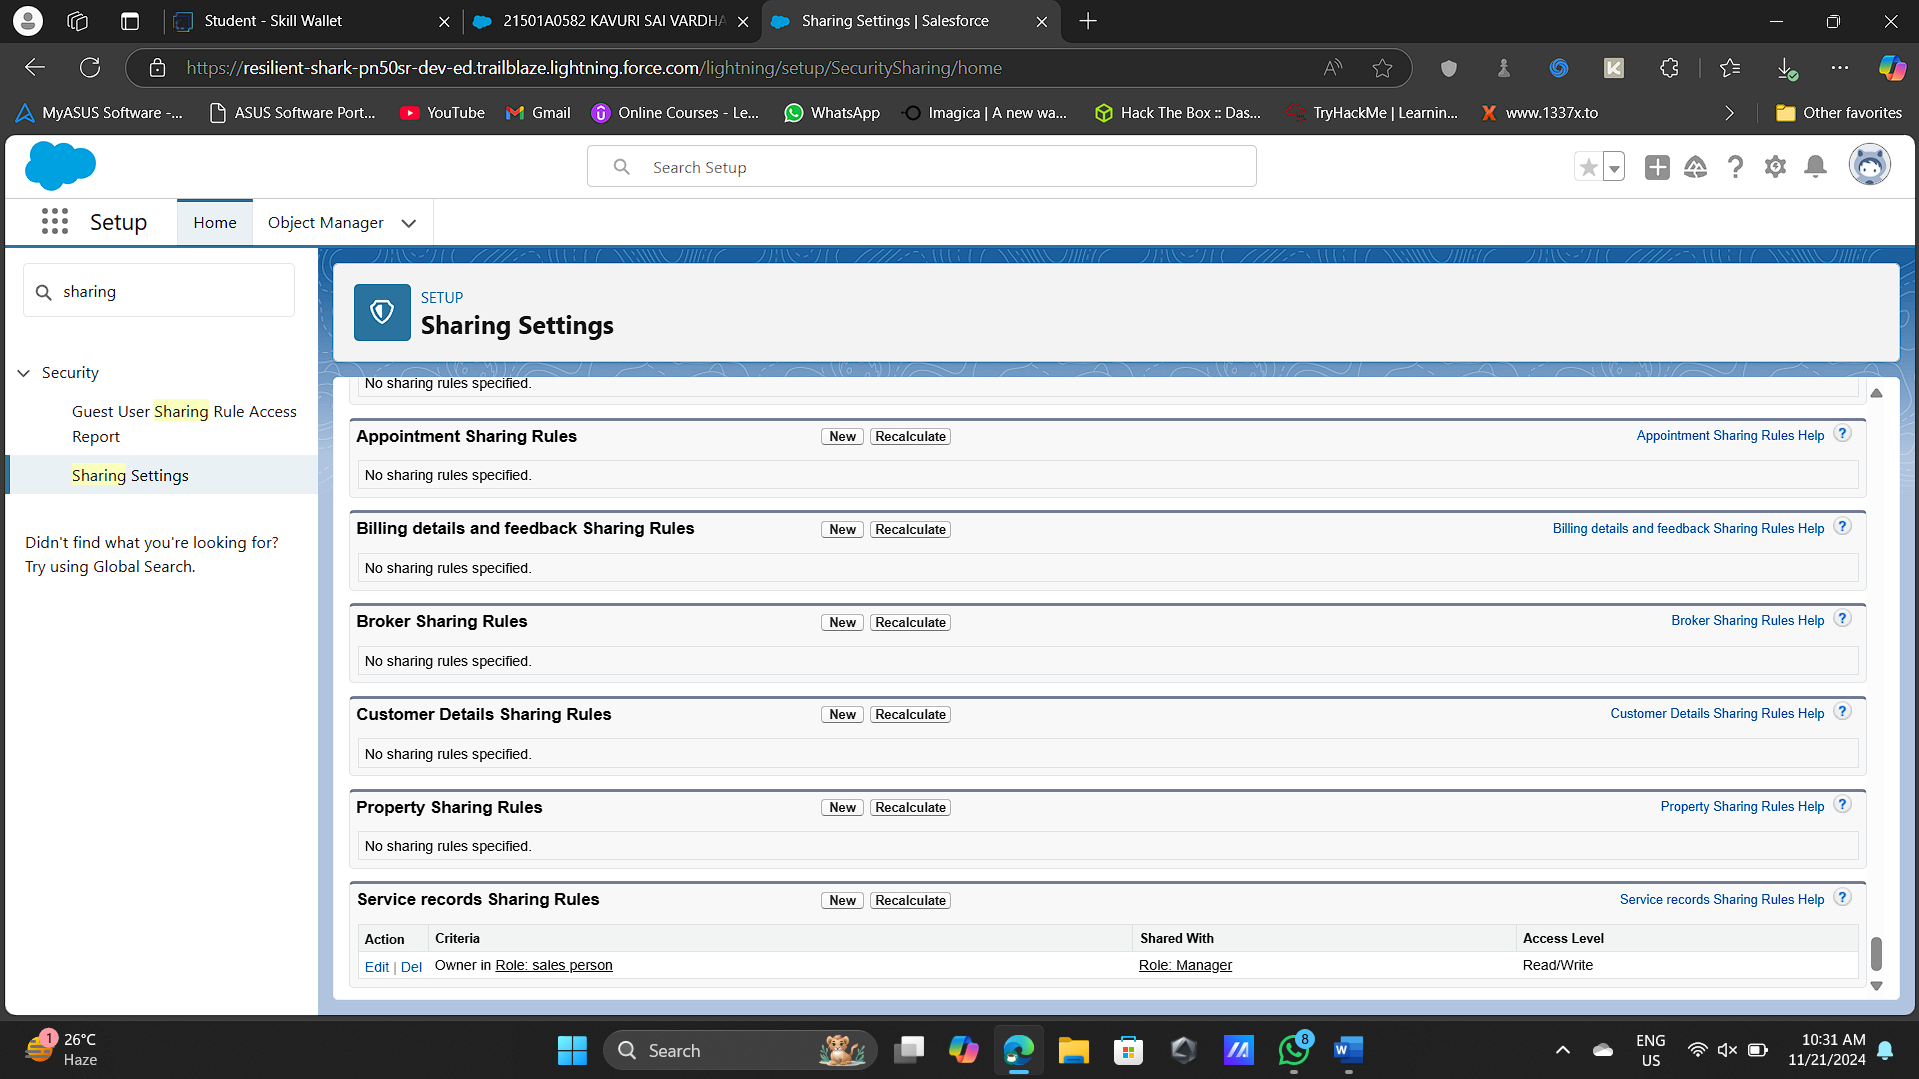 Student - Skill Wallet
21501A0582 KAVURI SAI VARDHA
Sharing Settings | Salesforce
https://resilient-shark-pn50sr-dev-ed.trailblaze.lightning.force.com/lightning/setup/SecuritySharing/home
MyASUS Software -...
ASUS Software Port...
YouTube
Gmail
Online Courses - Le...
WhatsApp
Imagica | A new wa...
Hack The Box :: Das...
TryHackMe | Learnin...
www.1337x.to
Other favorites
Search Setup
Setup
Home
Object Manager
sharing
Security
Guest User Sharing Rule Access
Report
Sharing Settings
Didn't find what you're looking for?
Try using Global Search.
SETUP
Sharing Settings
No sharing rules specified.
Appointment Sharing Rules
New
Recalculate
Appointment Sharing Rules Help ?
No sharing rules specified.
Billing details and feedback Sharing Rules
New
Recalculate
Billing details and feedback Sharing Rules Help ?
No sharing rules specified.
Broker Sharing Rules
New
Recalculate
Broker Sharing Rules Help ?
No sharing rules specified.
Customer Details Sharing Rules
New
Recalculate
Customer Details Sharing Rules Help ?
No sharing rules specified.
Property Sharing Rules
New
Recalculate
Property Sharing Rules Help ?
No sharing rules specified.
Service records Sharing Rules
New
Recalculate
Service records Sharing Rules Help ?
Action
Criteria
Shared With
Access Level
Edit | Del
Owner in Role: sales person
Role: Manager
Read/Write
1
26°C
Haze
Search
8
ENG
US
10:31 AM
11/21/2024